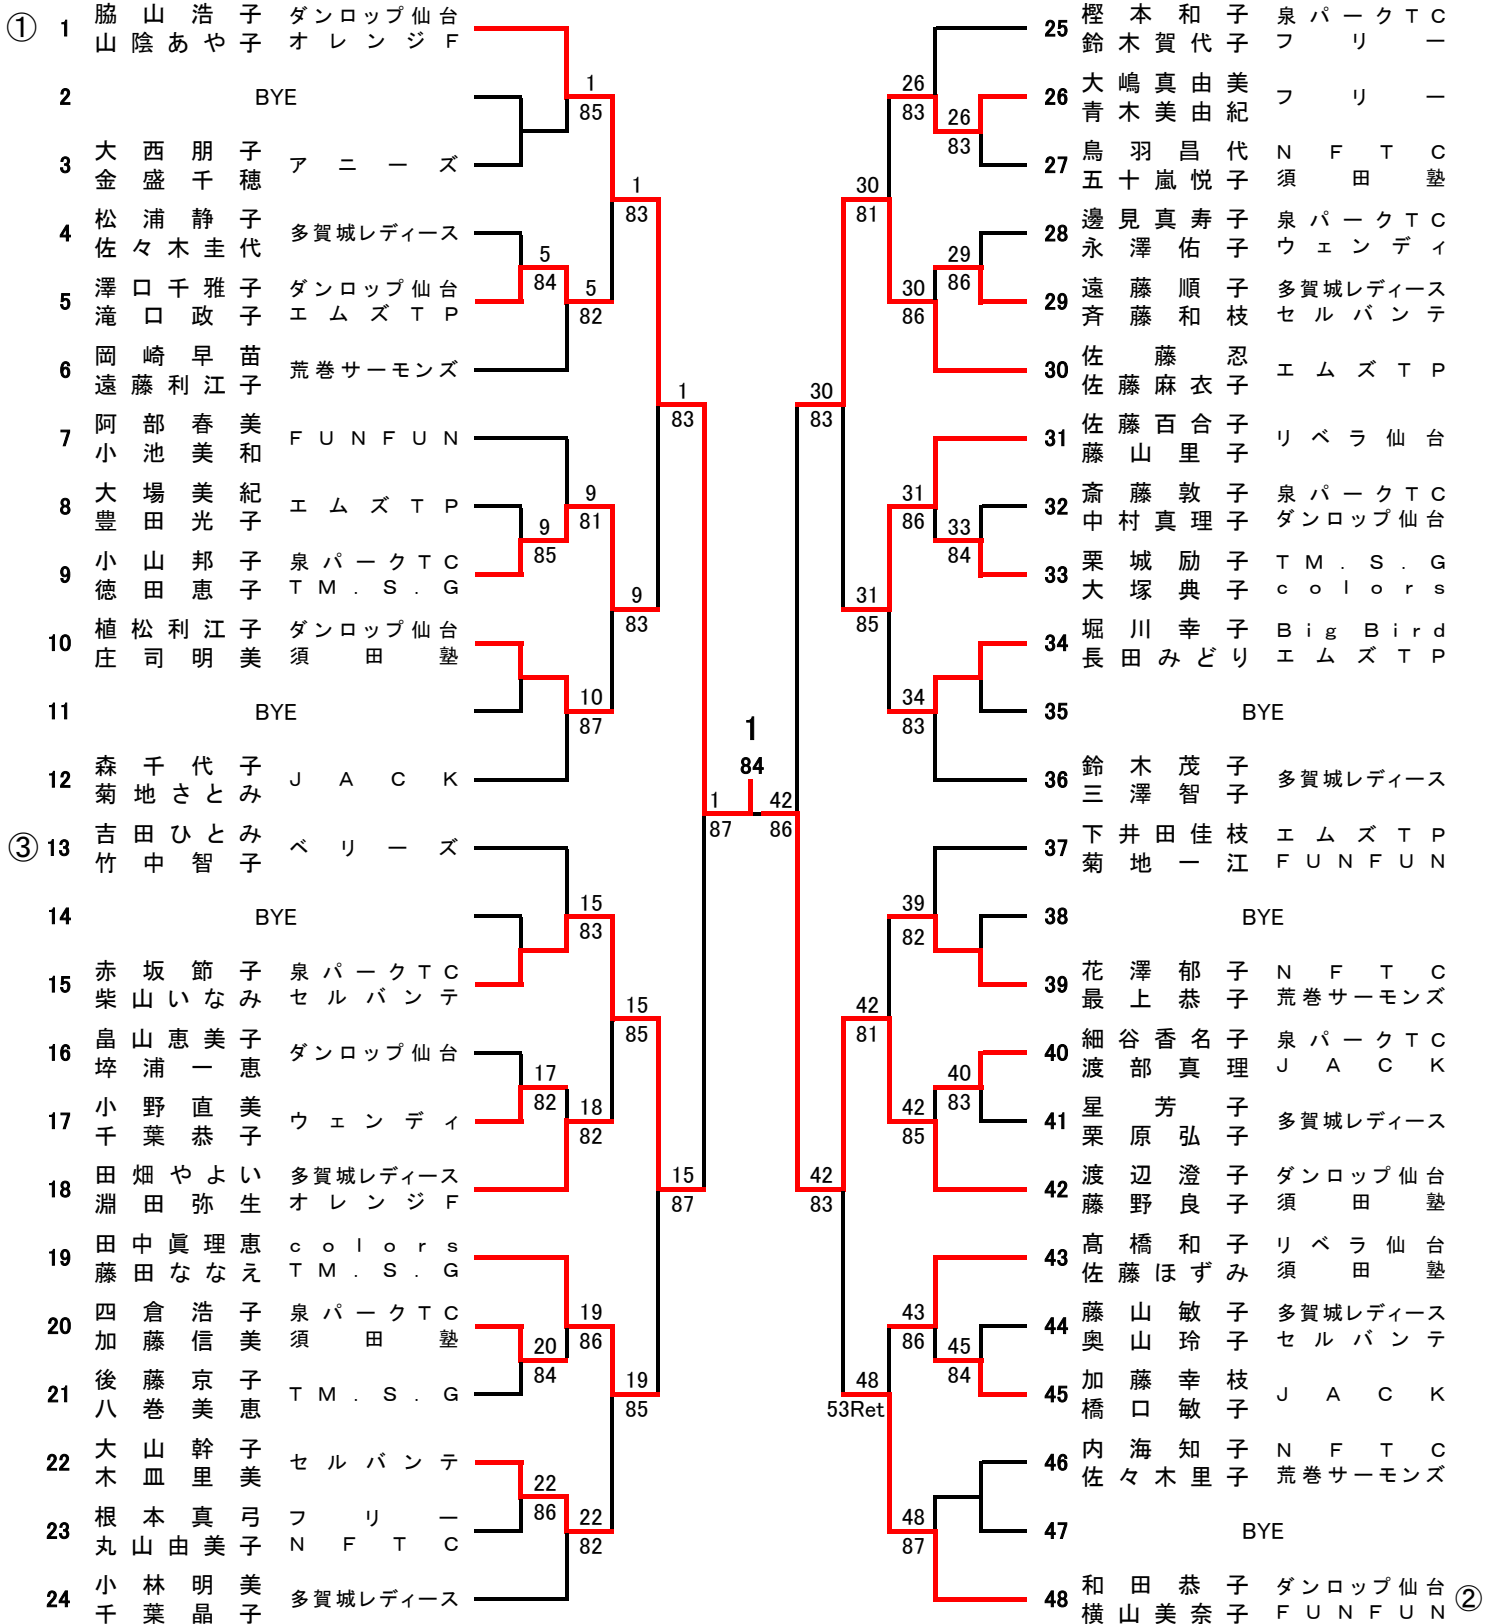 ① 1 脇山浩子 ダンロップ仙台
山陰あや子 オレンジF
2 BYE
3 大西朋子 アニーズ
金盛千穂
4 松浦静子 多賀城レディース
佐々木圭代
5 澤口千雅子 ダンロップ仙台
滝口政子 エムズTP
6 岡崎早苗 荒巻サーモンズ
遠藤利江子
7 阿部春美 FUNFUN
小池美和
8 大場美紀 エムズTP
豊田光子
9 小山邦子 泉パークTC
徳田恵子 TM.S.G
10 植松利江子 ダンロップ仙台
庄司明美 須田塾
11 BYE
12 森千代子 JACK
菊地さとみ
③ 13 吉田ひとみ ベリーズ
竹中智子
14 BYE
15 赤坂節子 泉パークTC
柴山いなみ セルバンテ
16 畠山恵美子 ダンロップ仙台
埣浦一恵
17 小野直美 ウェンディ
千葉恭子
18 田畑やよい 多賀城レディース
淵田弥生 オレンジF
19 田中眞理恵 colors
藤田ななえ TM.S.G
20 四倉浩子 泉パークTC
加藤信美 須田塾
21 後藤京子 TM.S.G
八巻美恵
22 大山幹子 セルバンテ
木皿里美
23 根本真弓 フリー
丸山由美子 NFTC
24 小林明美 多賀城レディース
千葉晶子
5
84
9
85
17
82
20
84
22
86
1
85
5
82
9
81
10
87
15
83
18
82
19
86
22
82
1
83
9
83
15
85
19
85
1
83
15
87
1
87
1
84
42
86
30
83
42
83
30
81
31
85
42
81
48
53Ret
26
83
30
86
31
86
34
83
39
82
42
85
43
86
48
87
26
83
29
86
33
84
40
83
45
84
25 樫本和子 泉パークTC
鈴木賀代子 フリー
26 大嶋真由美 フリー
青木美由紀
27 鳥羽昌代 NFTC
五十嵐悦子 須田塾
28 邊見真寿子 泉パークTC
永澤佑子 ウェンディ
29 遠藤順子 多賀城レディース
斉藤和枝 セルバンテ
30 佐藤忍 エムズTP
佐藤麻衣子
31 佐藤百合子 リベラ仙台
藤山里子
32 斎藤敦子 泉パークTC
中村真理子 ダンロップ仙台
33 栗城励子 TM.S.G
大塚典子 colors
34 堀川幸子 Big Bird
長田みどり エムズTP
35 BYE
36 鈴木茂子 多賀城レディース
三澤智子
37 下井田佳枝 エムズTP
菊地一江 FUNFUN
38 BYE
39 花澤郁子 NFTC
最上恭子 荒巻サーモンズ
40 細谷香名子 泉パークTC
渡部真理 JACK
41 星芳子 多賀城レディース
栗原弘子
42 渡辺澄子 ダンロップ仙台
藤野良子 須田塾
43 髙橋和子 リベラ仙台
佐藤ほずみ 須田塾
44 藤山敏子 多賀城レディース
奥山玲子 セルバンテ
45 加藤幸枝 JACK
橋口敏子
46 内海知子 NFTC
佐々木里子 荒巻サーモンズ
47 BYE
48 和田恭子 ダンロップ仙台 ②
横山美奈子 FUNFUN